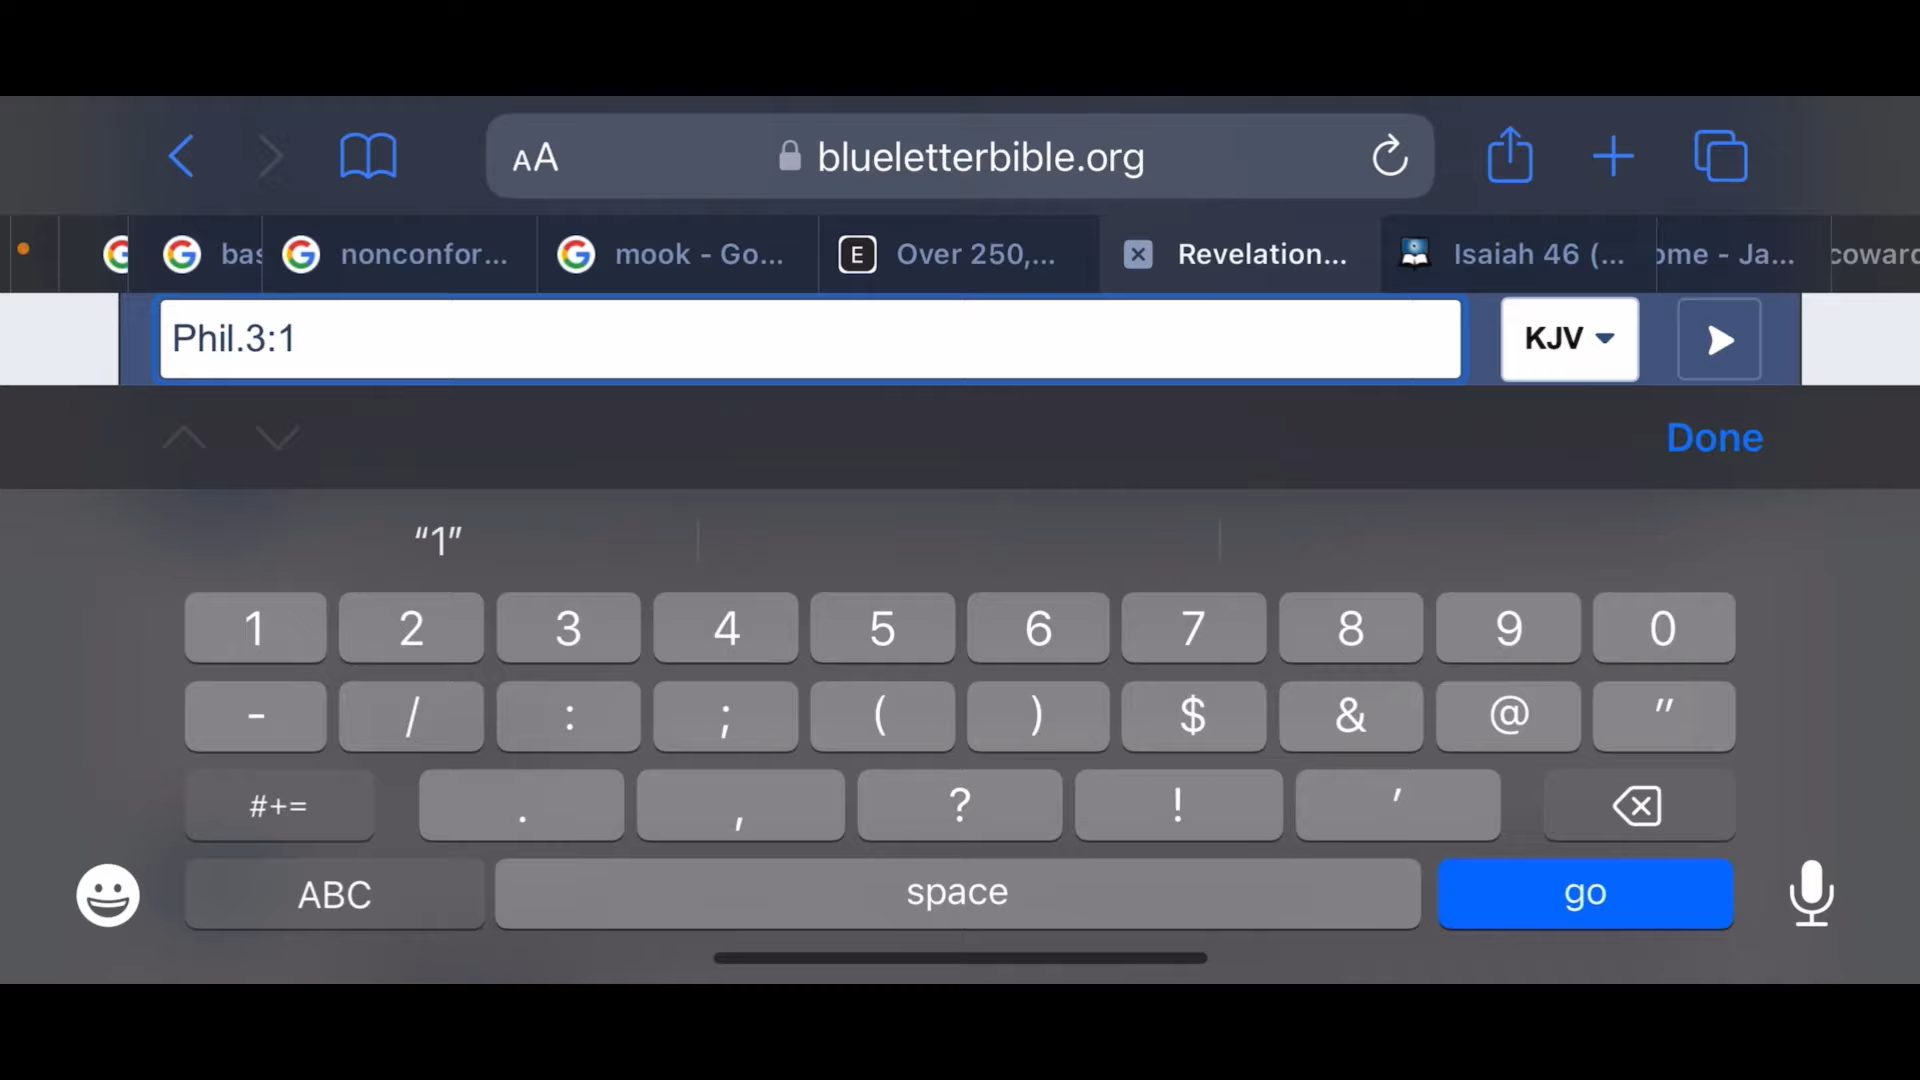 AA blueletterbible.org
bas nonconfor... mook - Go... E Over 250,... Revelation... Isaiah 46 (... ome - Ja... coward
Phil.3:1 KJV
Done
“1”
1 2 3 4 5 6 7 8 9 0
- / : ; ( ) $ & @ "
#+= . , ? ! '
ABC space go